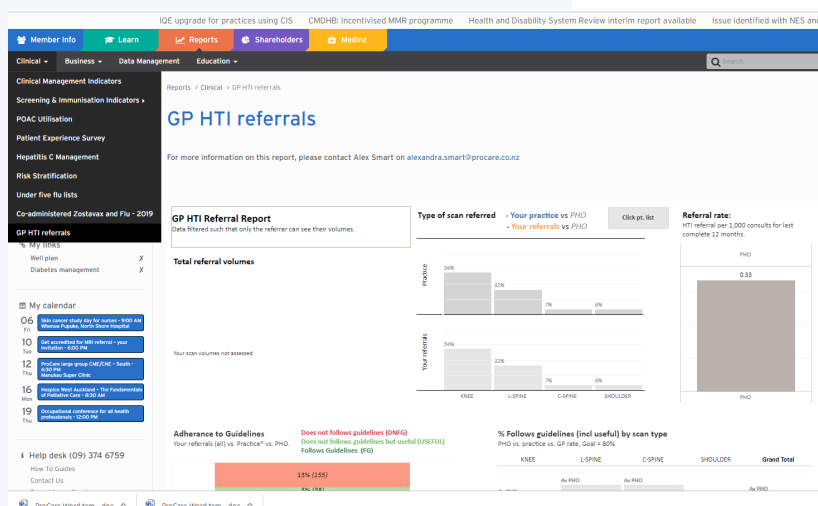 IQE upgrade for practices using CIS CMDHB: Incentivised MMR programme Health and Disability System Review interim report available Issue identified with NES and
Member Info Learn Reports Shareholders Medinz
Clinical Business Data Management Education Search
Clinical Management Indicators
Screening & Immunisation Indicators
POAC Utilisation
Patient Experience Survey
Hepatitis C Management
Risk Stratification
Under five flu lists
Co-administered Zostavax and Flu - 2019
GP HTI referrals
Reports > Clinical > GP HTI referrals
GP HTI referrals
For more information on this report, please contact Alex Smart on alexandra.smart@procare.co.nz
My links
Well plan X
Diabetes management X
My calendar
06 Fri Skin cancer study day for nurses - 9:00 AM
Whenua Pupuke, North Shore Hospital
10 Tue Get accredited for MRI referral - your
invitation - 6:00 PM
12 Thu ProCare large group CME/CNE - South -
6:30 PM
Manukau Super Clinic
16 Mon Hospice West Auckland - The Fundamentals
of Palliative Care - 8:30 AM
19 Thu Occupational conference for all health
professionals - 12:00 PM
Help desk (09) 374 6759
How To Guides
Contact Us
GP HTI Referral Report
Data filtered such that only the referrer can see their volumes.
Total referral volumes
Your scan volumes not assessed
Type of scan referred - Your practice vs PHO
- Your referrals vs PHO
Click pt. list
Practice
34%
22%
7%
6%
Your referrals
34%
22%
7%
6%
KNEE L-SPINE C-SPINE SHOULDER
Referral rate:
HTI referral per 1,000 consults for last
complete 12 months.
PHO
0.33
PHO
Adherence to Guidelines
Your referrals (all) vs. Practice* vs. PHO.
Does not follows guidelines (DNFG)
Does not follows guidelines but useful (USEFUL)
Follows Guidelines (FG)
13% (155)
% Follows guidelines (incl useful) by scan type
PHO vs. practice vs. GP rate, Goal = 80%
KNEE L-SPINE C-SPINE SHOULDER Grand Total
Av PHO Av PHO
Av PHO